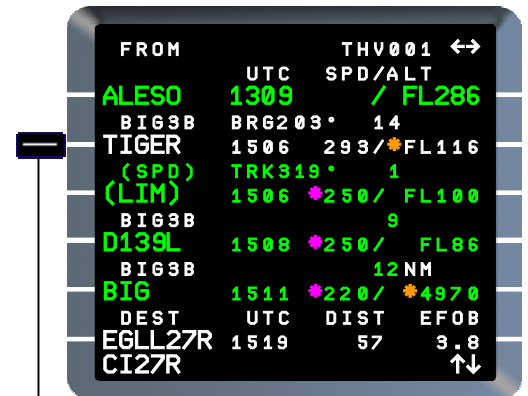 FROM THV001 ↔
UTC SPD/ALT
ALESO 1309 / FL286
BIG3B BRG203° 14
TIGER 1506 293/*FL116
(SPD) TRK319° 1
(LIM) 1506 *250/ FL100
BIG3B 9
D139L 1508 *250/ FL86
BIG3B 12NM
BIG 1511 *220/ *4970
DEST UTC DIST EFOB
EGLL27R 1519 57 3.8
CI27R ↑↓